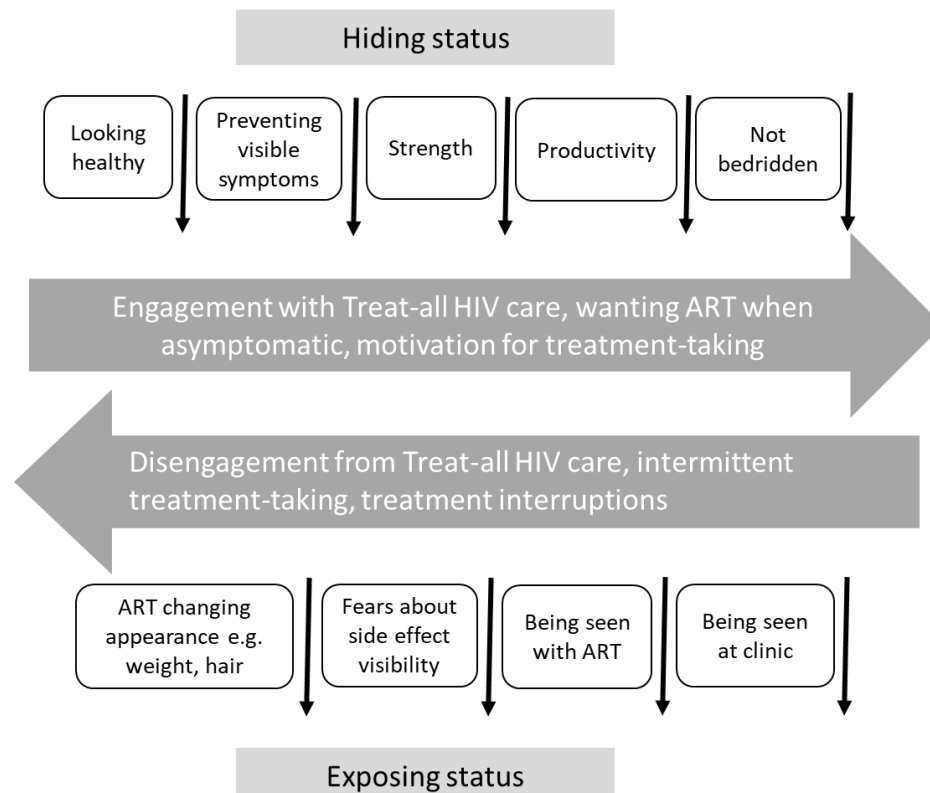 Hiding status
Looking
healthy
Preventing
visible
symptoms
Strength
Productivity
Not
bedridden
Engagement with Treat-all HIV care, wanting ART when
asymptomatic, motivation for treatment-taking
Disengagement from Treat-all HIV care, intermittent
treatment-taking, treatment interruptions
ART changing
appearance e.g.
weight, hair
Fears about
side effect
visibility
Being seen
with ART
Being seen
at clinic
Exposing status